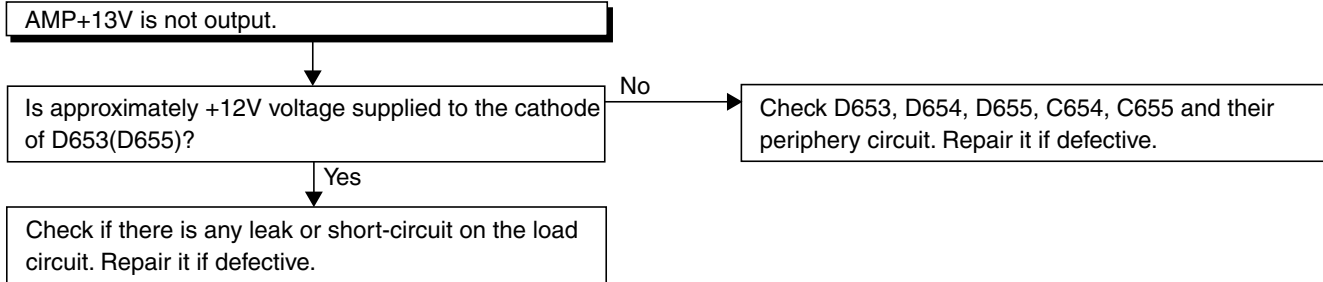 AMP+13V is not output.
Is approximately +12V voltage supplied to the cathode
of D653(D655)?
No
Check D653, D654, D655, C654, C655 and their
periphery circuit. Repair it if defective.
Yes
Check if there is any leak or short-circuit on the load
circuit. Repair it if defective.